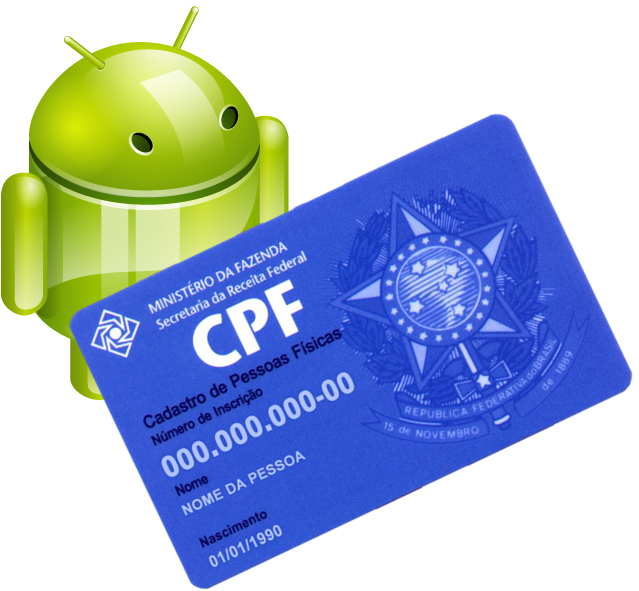 MINISTÉRIO DA FAZENDA
Secretaria da Receita Federal
CPF
Cadastro de Pessoas Físicas
Número de Inscrição
000.000.000-00
Nome
NOME DA PESSOA
Nascimento
01/01/1990
REPUBLICA FEDERATIVA do BRASIL
15 de NOVEMBRO de 1889